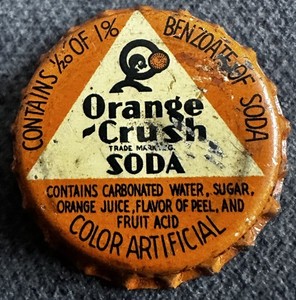 CONTAINS 1/20 OF 1% BENZOATE OF SODA
Orange
-Crush
TRADE MARK REG.
SODA
CONTAINS CARBONATED WATER, SUGAR,
ORANGE JUICE, FLAVOR OF PEEL, AND
FRUIT ACID
COLOR ARTIFICIAL